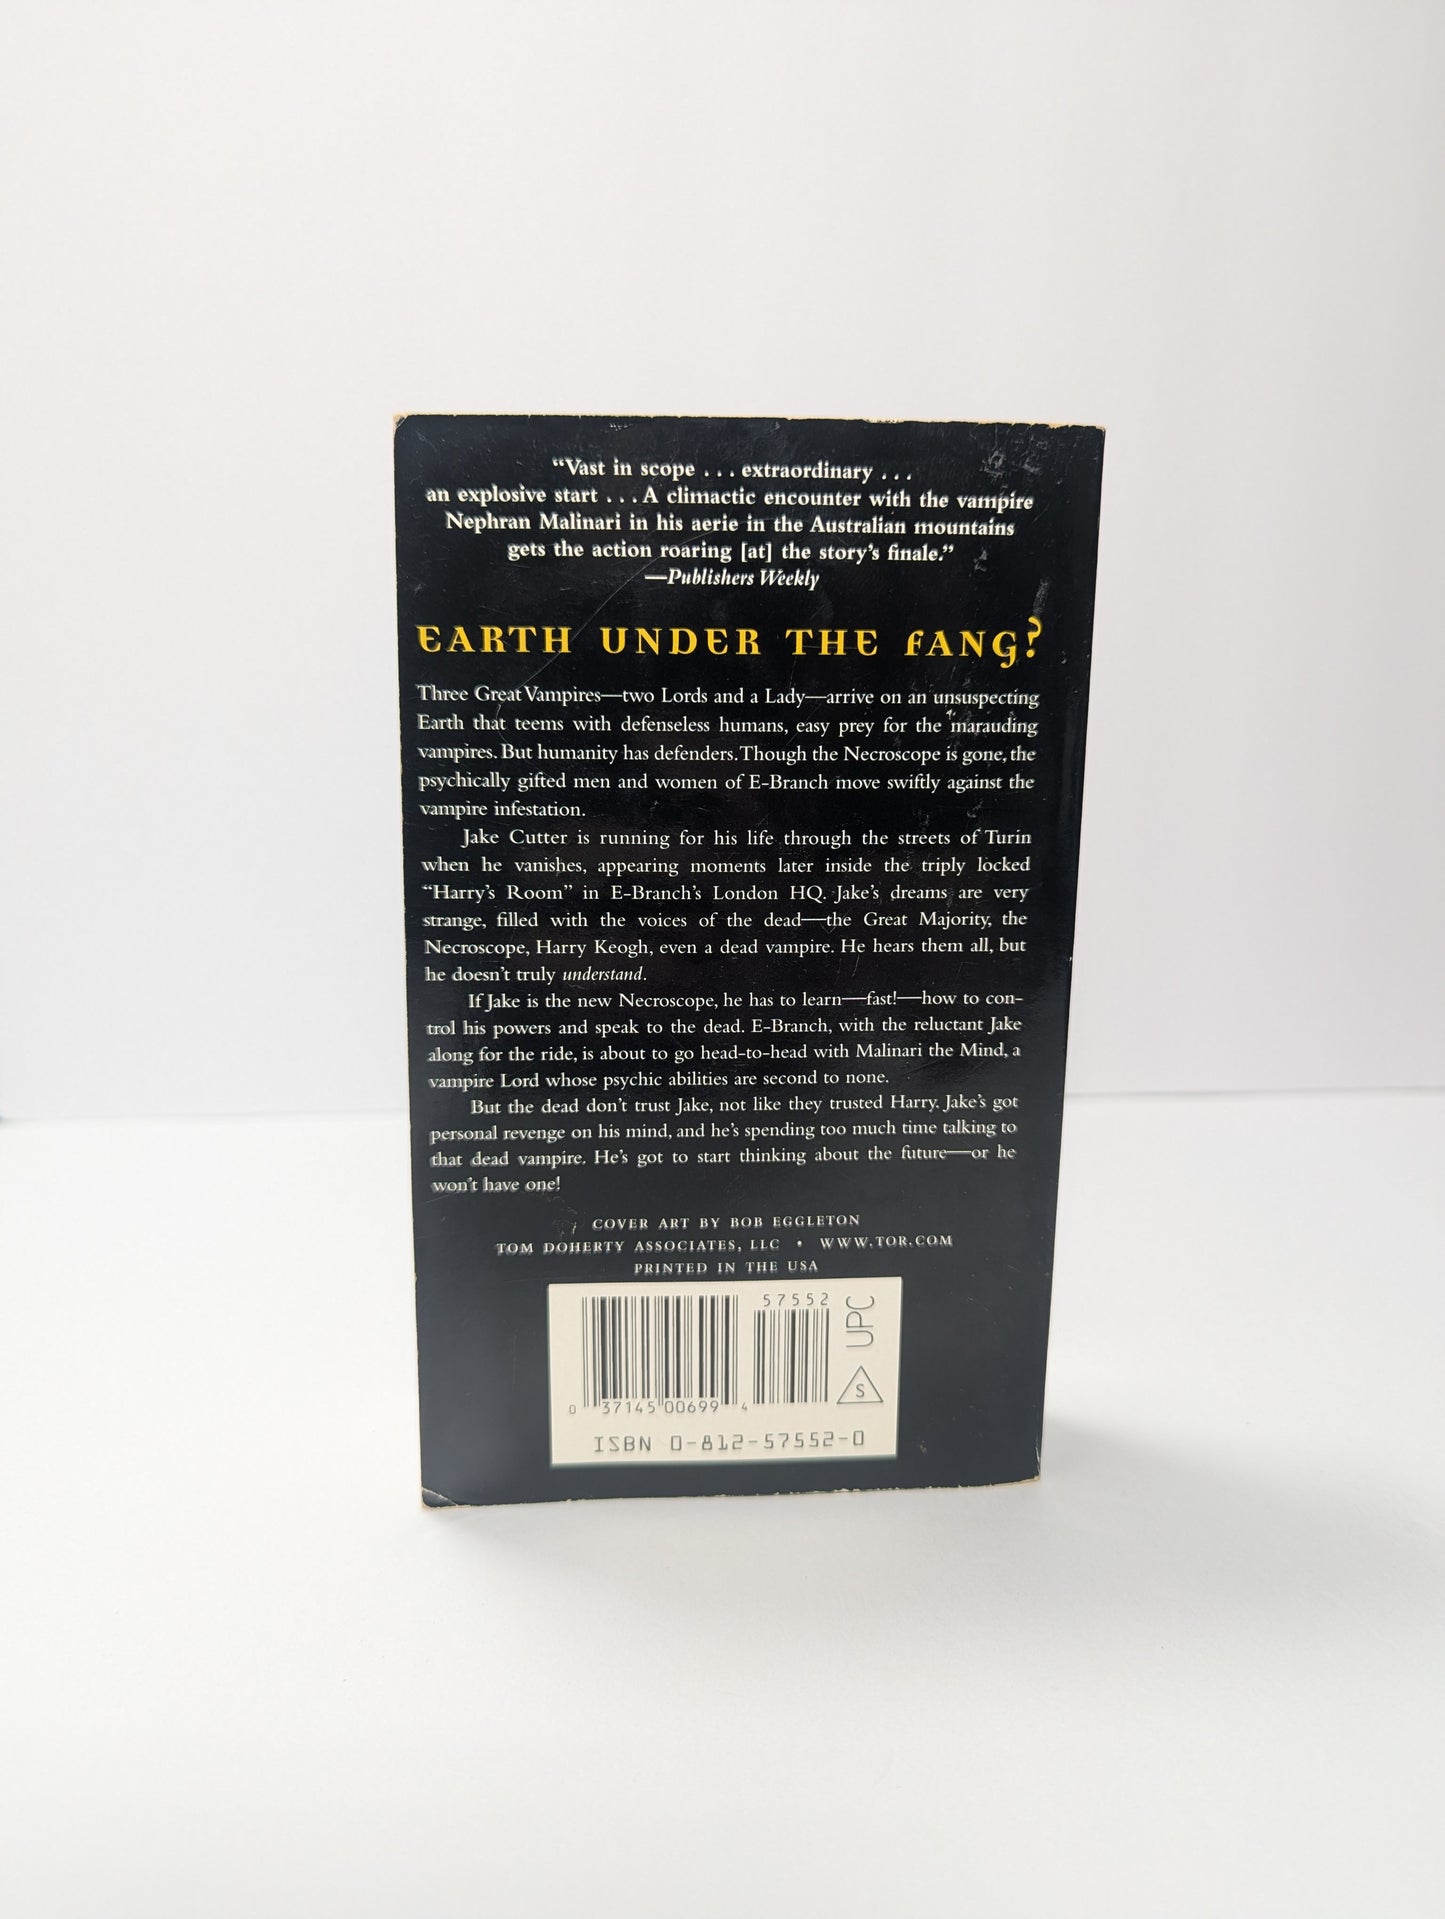 “Vast in scope . . . extraordinary . . .
an explosive start . . . A climactic encounter with the vampire
Nephran Malinari in his aerie in the Australian mountains
gets the action roaring [at] the story’s finale.”
—Publishers Weekly
EARTH UNDER THE FANG?
Three Great Vampires—two Lords and a Lady—arrive on an unsuspecting
Earth that teems with defenseless humans, easy prey for the marauding
vampires. But humanity has defenders. Though the Necroscope is gone, the
psychically gifted men and women of E-Branch move swiftly against the
vampire infestation.
Jake Cutter is running for his life through the streets of Turin
when he vanishes, appearing moments later inside the triply locked
“Harry’s Room” in E-Branch’s London HQ. Jake’s dreams are very
strange, filled with the voices of the dead—the Great Majority, the
Necroscope, Harry Keogh, even a dead vampire. He hears them all, but
he doesn’t truly understand.
If Jake is the new Necroscope, he has to learn—fast!—how to con-
trol his powers and speak to the dead. E-Branch, with the reluctant Jake
along for the ride, is about to go head-to-head with Malinari the Mind, a
vampire Lord whose psychic abilities are second to none.
But the dead don’t trust Jake, not like they trusted Harry. Jake’s got
personal revenge on his mind, and he’s spending too much time talking to
that dead vampire. He’s got to start thinking about the future—or he
won’t have one!
COVER ART BY BOB EGGLETON
TOM DOHERTY ASSOCIATES, LLC • WWW.TOR.COM
PRINTED IN THE USA
57552
UPC
S
0 37145 00699 4
ISBN 0-812-57552-0